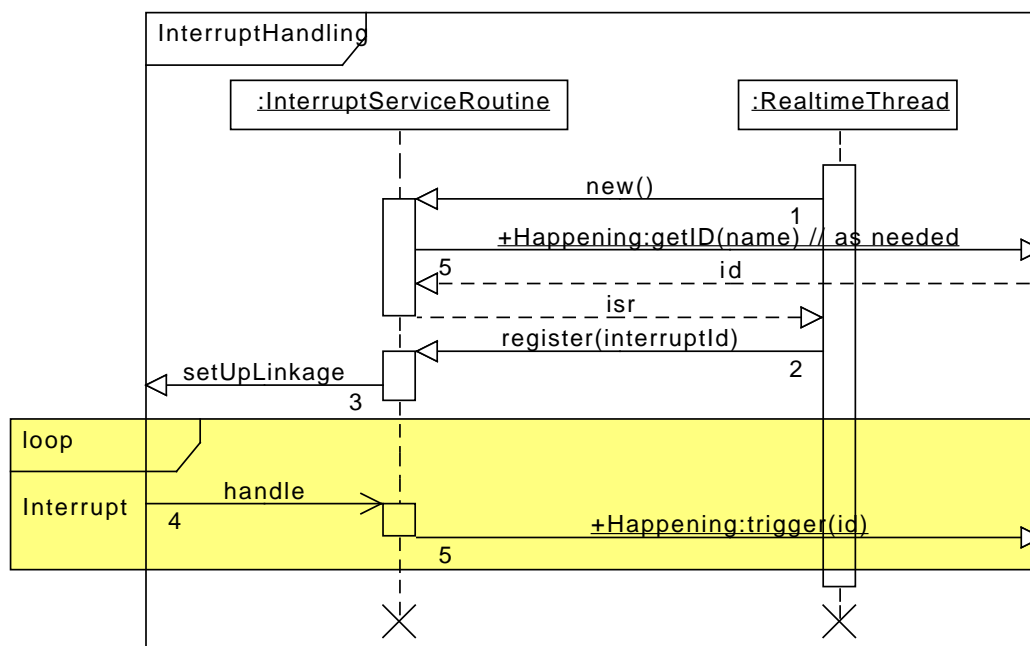 InterruptHandling
:InterruptServiceRoutine
:RealtimeThread
new()
1
+Happening:getID(name) // as needed
5
id
isr
register(interruptId)
2
setUpLinkage
3
loop
Interrupt
handle
4
+Happening:trigger(id)
5